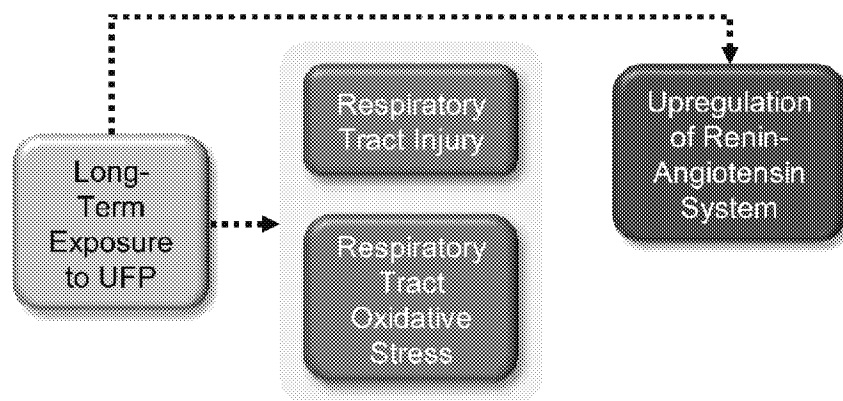 Long-
Term
Exposure
to UFP
Respiratory
Tract Injury
Respiratory
Tract
Oxidative
Stress
Upregulation
of Renin-
Angiotensin
System